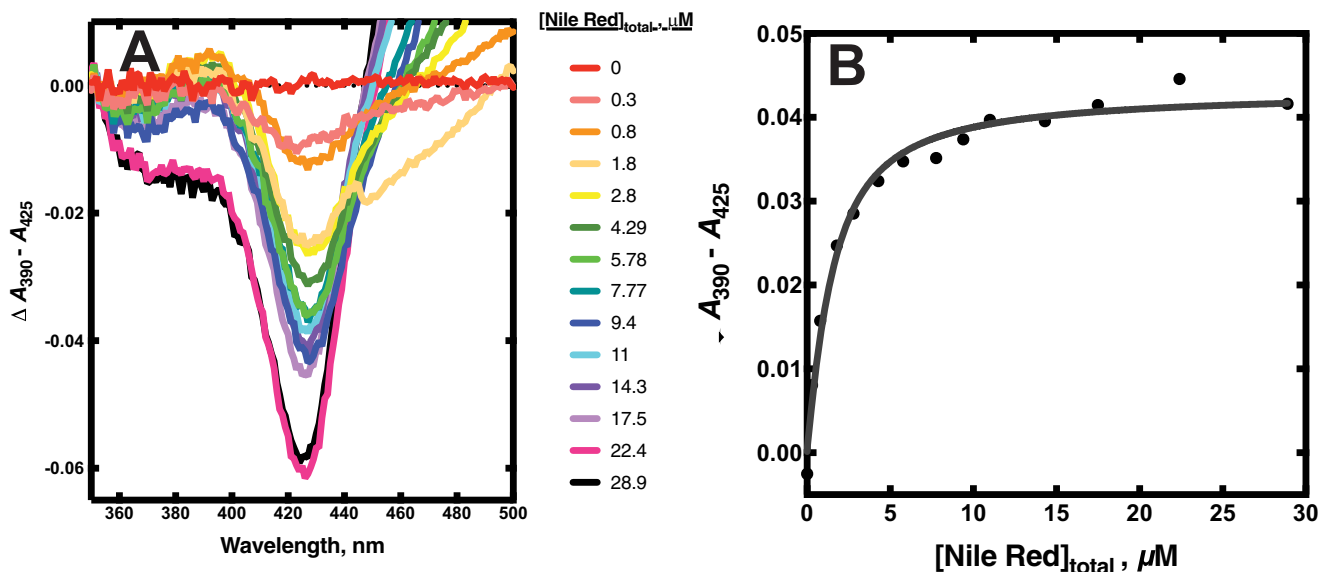 A
Δ A390 - A425
0.00
-0.02
-0.04
-0.06
360 380 400 420 440 460 480 500
Wavelength, nm
[Nile Red]total, μM
0
0.3
0.8
1.8
2.8
4.29
5.78
7.77
9.4
11
14.3
17.5
22.4
28.9
B
A390 - A425
0.05
0.04
0.03
0.02
0.01
0.00
0 5 10 15 20 25 30
[Nile Red]total , μM